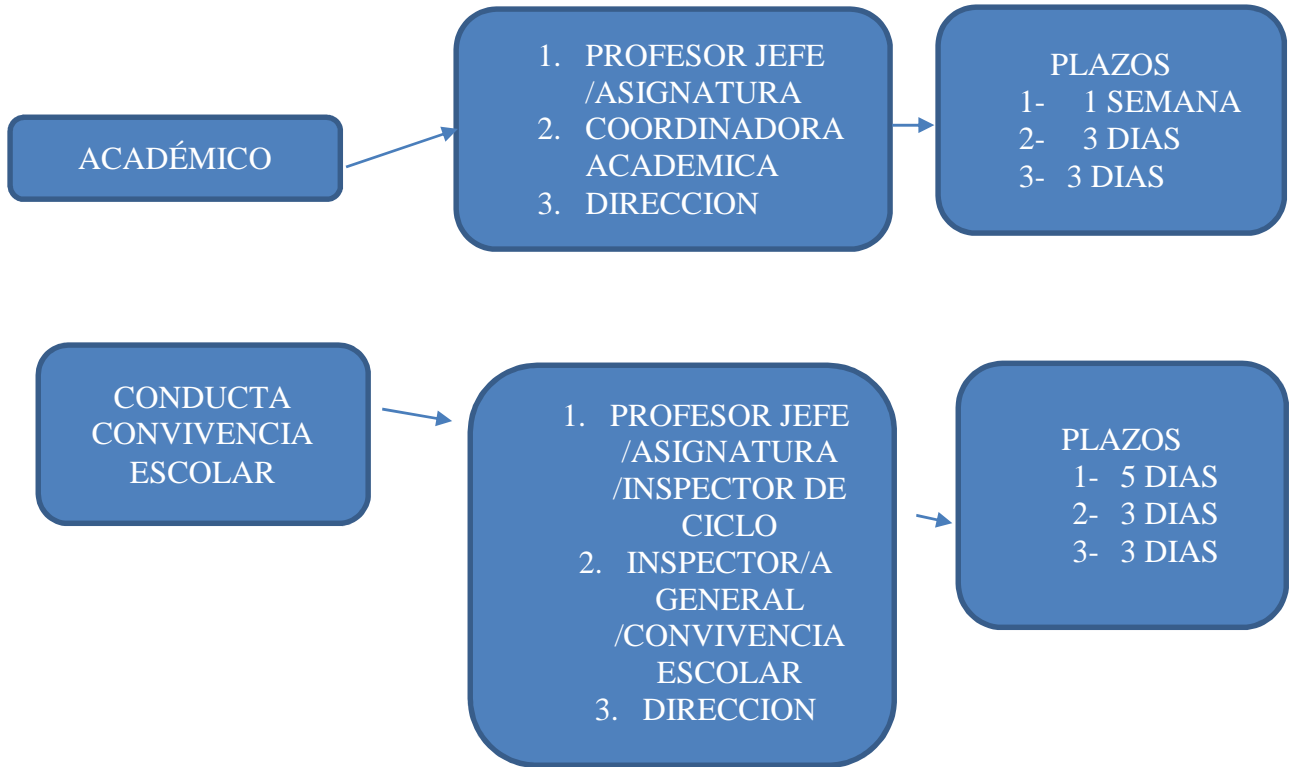 ACADÉMICO
1. PROFESOR JEFE
/ASIGNATURA
2. COORDINADORA
ACADEMICA
3. DIRECCION
PLAZOS
1- 1 SEMANA
2- 3 DIAS
3- 3 DIAS
CONDUCTA
CONVIVENCIA
ESCOLAR
1. PROFESOR JEFE
/ASIGNATURA
/INSPECTOR DE
CICLO
2. INSPECTOR/A
GENERAL
/CONVIVENCIA
ESCOLAR
3. DIRECCION
PLAZOS
1- 5 DIAS
2- 3 DIAS
3- 3 DIAS